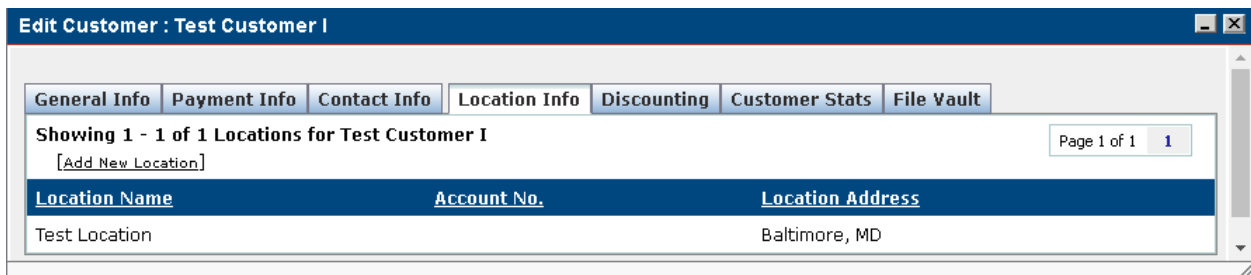 Edit Customer : Test Customer I
General Info Payment Info Contact Info Location Info Discounting Customer Stats File Vault
Showing 1 - 1 of 1 Locations for Test Customer I
Page 1 of 1 1
[Add New Location]
Location Name Account No. Location Address
Test Location Baltimore, MD